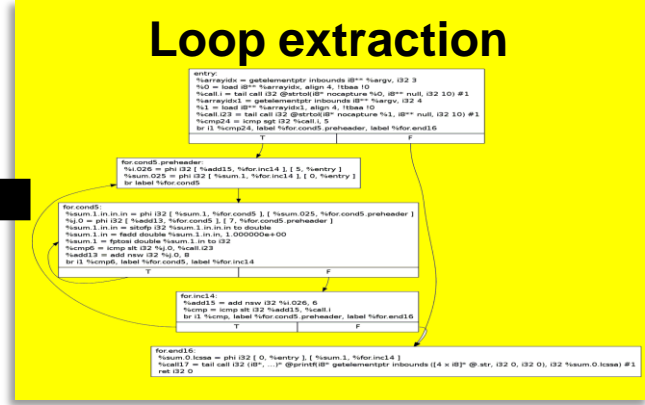 Loop extraction
entry:
%arrayidx = getelementptr inbounds i8** %argv, i32 3
%0 = load i8** %arrayidx, align 4, !tbaa !0
%call.i = tail call i32 @strtol(i8* nocapture %0, i8** null, i32 10) #1
%arrayidx1 = getelementptr inbounds i8** %argv, i32 4
%1 = load i8** %arrayidx1, align 4, !tbaa !0
%call.i23 = tail call i32 @strtol(i8* nocapture %1, i8** null, i32 10) #1
%cmp24 = icmp sgt i32 %call.i, 5
br i1 %cmp24, label %for.cond5.preheader, label %for.end16
T F
for.cond5.preheader:
%i.026 = phi i32 [ %add15, %for.inc14 ], [ 5, %entry ]
%sum.025 = phi i32 [ %sum.1, %for.inc14 ], [ 0, %entry ]
br label %for.cond5
for.cond5:
%sum.1.in.in.in = phi i32 [ %sum.1, %for.cond5 ], [ %sum.025, %for.cond5.preheader ]
%j.0 = phi i32 [ %add13, %for.cond5 ], [ 7, %for.cond5.preheader ]
%sum.1.in.in = sitofp i32 %sum.1.in.in.in to double
%sum.1.in = fadd double %sum.1.in.in, 1.000000e+00
%sum.1 = fptosi double %sum.1.in to i32
%cmp6 = icmp slt i32 %j.0, %call.i23
%add13 = add nsw i32 %j.0, 8
br i1 %cmp6, label %for.cond5, label %for.inc14
T F
for.inc14:
%add15 = add nsw i32 %i.026, 6
%cmp = icmp slt i32 %add15, %call.i
br i1 %cmp, label %for.cond5.preheader, label %for.end16
T F
for.end16:
%sum.0.lcssa = phi i32 [ 0, %entry ], [ %sum.1, %for.inc14 ]
%call17 = tail call i32 (i8*, ...)* @printf(i8* getelementptr inbounds ([4 x i8]* @.str, i32 0, i32 0), i32 %sum.0.lcssa) #1
ret i32 0